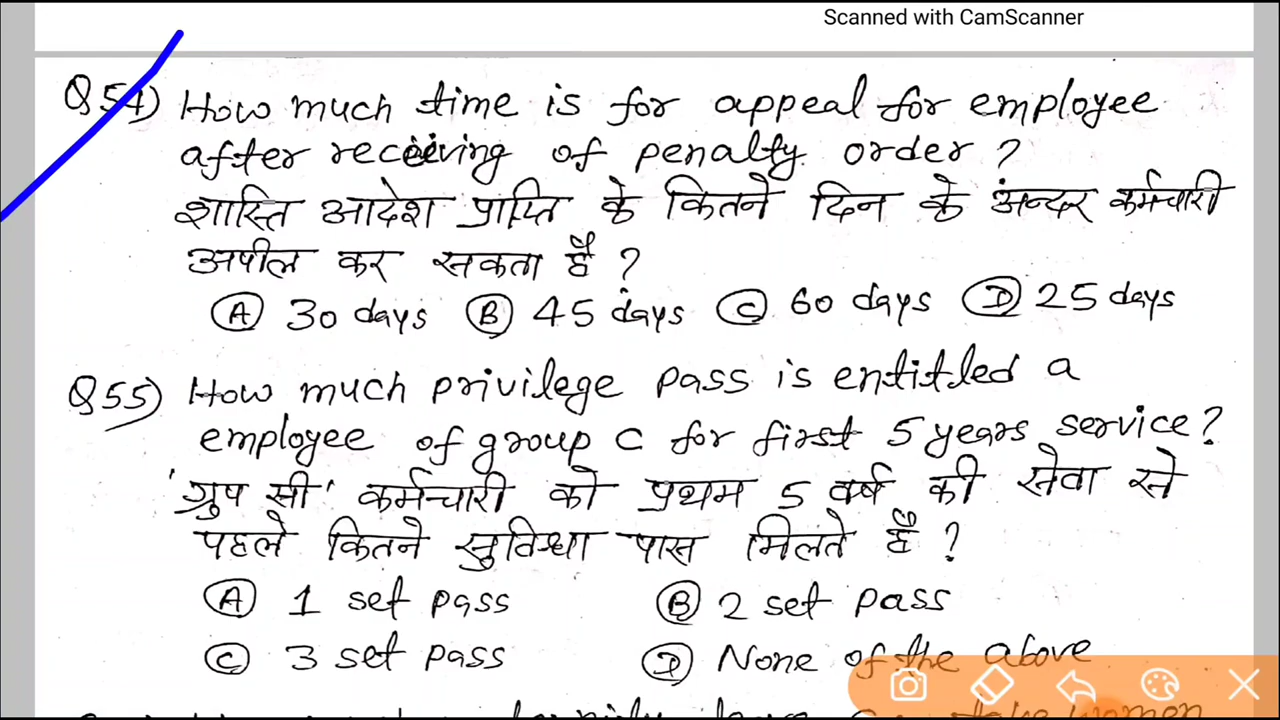 Scanned with CamScanner
Q54) How much time is for appeal for employee
after receiving of penalty order ?
शास्ति आदेश प्राप्ति के कितने दिन के अंन्दर कर्मचारी
अपील कर सकता है ?
(A) 30 days (B) 45 days (C) 60 days (D) 25 days
Q55) How much privilege pass is entitled a
employee of group C for first 5 years service?
'ग्रुप सी' कर्मचारी को प्रथम 5 वर्ष की सेवा से
पहले कितने सुविधा पास मिलते है ?
(A) 1 set pass (B) 2 set pass
(C) 3 set pass (D) None of the above